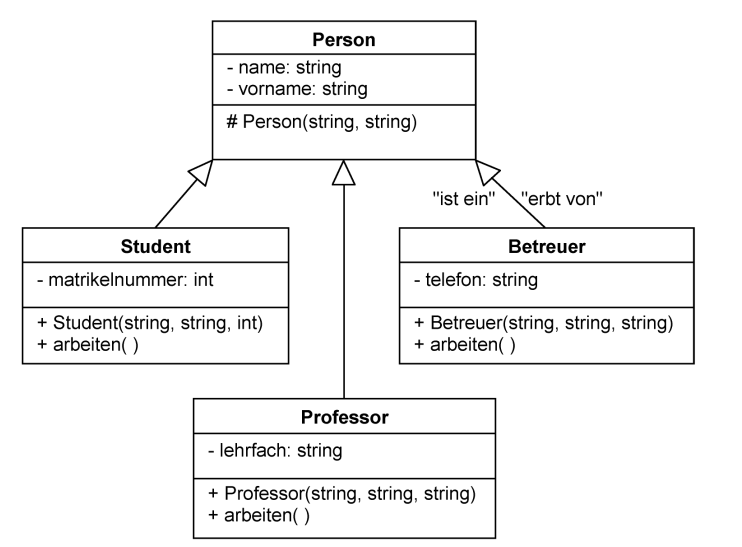 Person
- name: string
- vorname: string
# Person(string, string)
"ist ein" "erbt von"
Student
- matrikelnummer: int
+ Student(string, string, int)
+ arbeiten( )
Betreuer
- telefon: string
+ Betreuer(string, string, string)
+ arbeiten( )
Professor
- lehrfach: string
+ Professor(string, string, string)
+ arbeiten( )